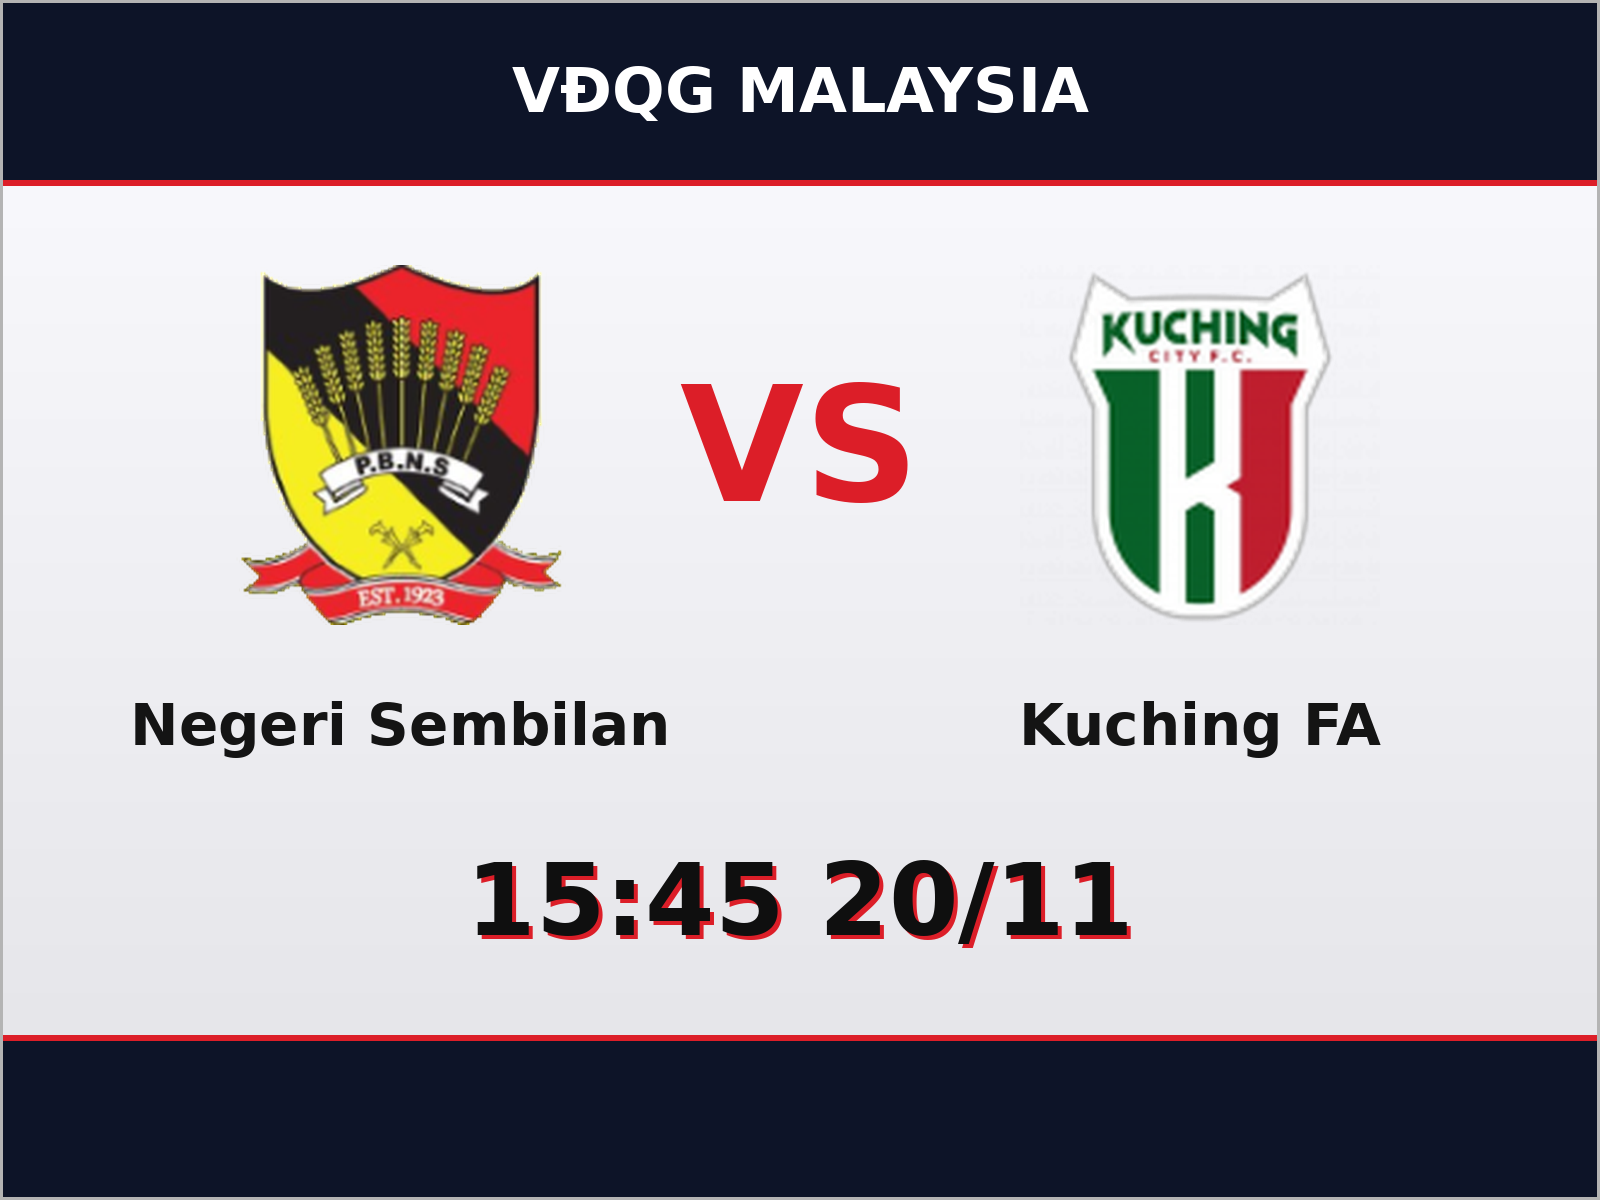 VĐQG MALAYSIA
P.B.N.S
EST. 1923
VS
KUCHING
CITY F.C.
Negeri Sembilan
Kuching FA
15:45 20/11